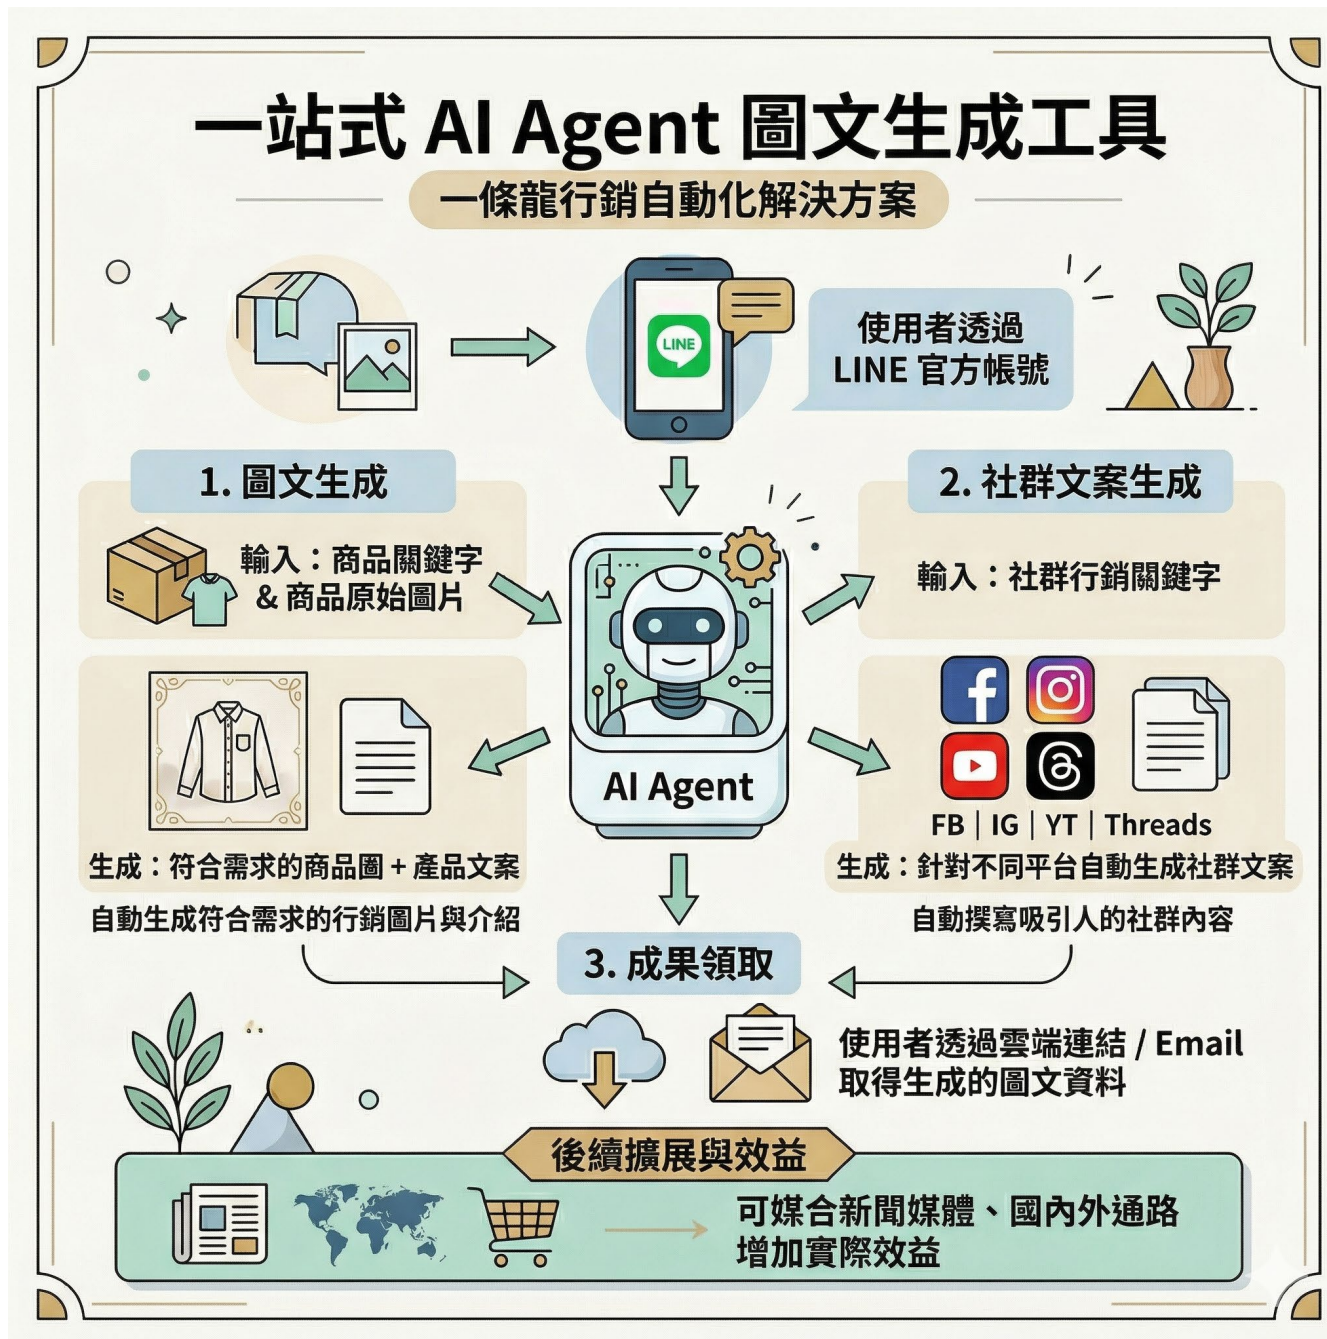 一站式 AI Agent 圖文生成工具
一條龍行銷自動化解決方案
LINE
使用者透過
LINE 官方帳號
1. 圖文生成
輸入：商品關鍵字
& 商品原始圖片
2. 社群文案生成
輸入：社群行銷關鍵字
AI Agent
生成：符合需求的商品圖 + 產品文案
自動生成符合需求的行銷圖片與介紹
FB | IG | YT | Threads
生成：針對不同平台自動生成社群文案
自動撰寫吸引人的社群內容
3. 成果領取
使用者透過雲端連結 / Email
取得生成的圖文資料
後續擴展與效益
可媒合新聞媒體、國內外通路
增加實際效益